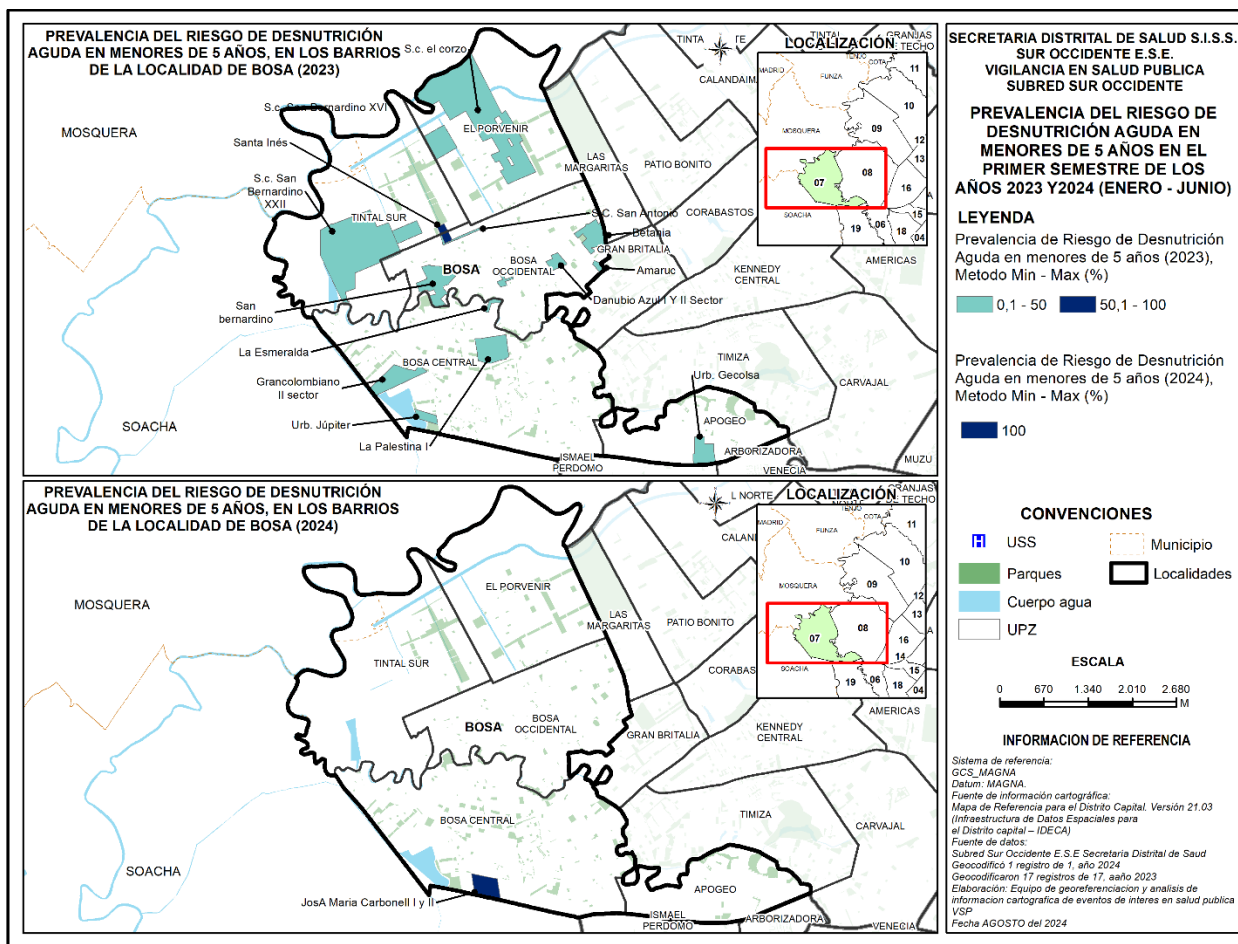 PREVALENCIA DEL RIESGO DE DESNUTRICIÓN
AGUDA EN MENORES DE 5 AÑOS, EN LOS BARRIOS
DE LA LOCALIDAD DE BOSA (2023)
S.c. el corzo
TINTA
TE
LOCALIZACIÓN
GRANJAS
DE TECHO
CALANDAIMA
MADRID
FUNZA
TENJO
COTA
11
10
09
12
MOSQUERA
13
07
08
16
SOACHA
19
06
15
18
04
MOSQUERA
S.c. San Bernardino XVI
EL PORVENIR
Santa Inés
LAS
MARGARITAS
PATIO BONITO
S.c. San
Bernardino
XXII
TINTAL SUR
S.C. San Antonio
CORABASTOS
Betania
GRAN BRITALIA
AMERICAS
BOSA
BOSA
OCCIDENTAL
Amaruc
KENNEDY
CENTRAL
San
bernardino
Danubio Azul I Y II Sector
La Esmeralda
BOSA CENTRAL
TIMIZA
Urb. Gecolsa
CARVAJAL
Grancolombiano
II sector
SOACHA
Urb. Júpiter
La Palestina I
APOGEO
ISMAEL
PERDOMO
ARBORIZADORA
VENECIA
MUZU
PREVALENCIA DEL RIESGO DE DESNUTRICIÓN
AGUDA EN MENORES DE 5 AÑOS, EN LOS BARRIOS
DE LA LOCALIDAD DE BOSA (2024)
L NORTE
LOCALIZACIÓN
GRANJAS
DE TECHO
CALAND
MADRID
FUNZA
TENJO
COTA
11
10
09
12
MOSQUERA
13
07
08
16
14
SOACHA
19
06
15
18
04
MOSQUERA
EL PORVENIR
LAS
MARGARITAS
PATIO BONITO
TINTAL SUR
CORABASTOS
AMERICAS
BOSA
BOSA
OCCIDENTAL
GRAN BRITALIA
KENNEDY
CENTRAL
BOSA CENTRAL
TIMIZA
CARVAJAL
SOACHA
APOGEO
JosA Maria Carbonell I y II
ISMAEL
PERDOMO
ARBORIZADORA
VENECIA
SECRETARIA DISTRITAL DE SALUD S.I.S.S.
SUR OCCIDENTE E.S.E.
VIGILANCIA EN SALUD PUBLICA
SUBRED SUR OCCIDENTE
PREVALENCIA DEL RIESGO DE
DESNUTRICIÓN AGUDA EN
MENORES DE 5 AÑOS EN EL
PRIMER SEMESTRE DE LOS
AÑOS 2023 Y2024 (ENERO - JUNIO)
LEYENDA
Prevalencia de Riesgo de Desnutrición
Aguda en menores de 5 años (2023),
Metodo Min - Max (%)
0,1 - 50
50,1 - 100
Prevalencia de Riesgo de Desnutrición
Aguda en menores de 5 años (2024),
Metodo Min - Max (%)
100
CONVENCIONES
USS
Municipio
Parques
Localidades
Cuerpo agua
UPZ
ESCALA
0 670 1.340 2.010 2.680
M
INFORMACION DE REFERENCIA
Sistema de referencia:
GCS_MAGNA
Datum: MAGNA.
Fuente de información cartográfica:
Mapa de Referencia para el Distrito Capital. Versión 21.03
(Infraestructura de Datos Espaciales para
el Distrito capital – IDECA)
Fuente de datos:
Subred Sur Occidente E.S.E Secretaria Distrital de Saud
Geocodificó 1 registro de 1, año 2024
Geocodificaron 17 registros de 17, aaño 2023
Elaboración: Equipo de georeferenciacion y analisis de
informacion cartografica de eventos de interes en salud publica
VSP
Fecha AGOSTO del 2024